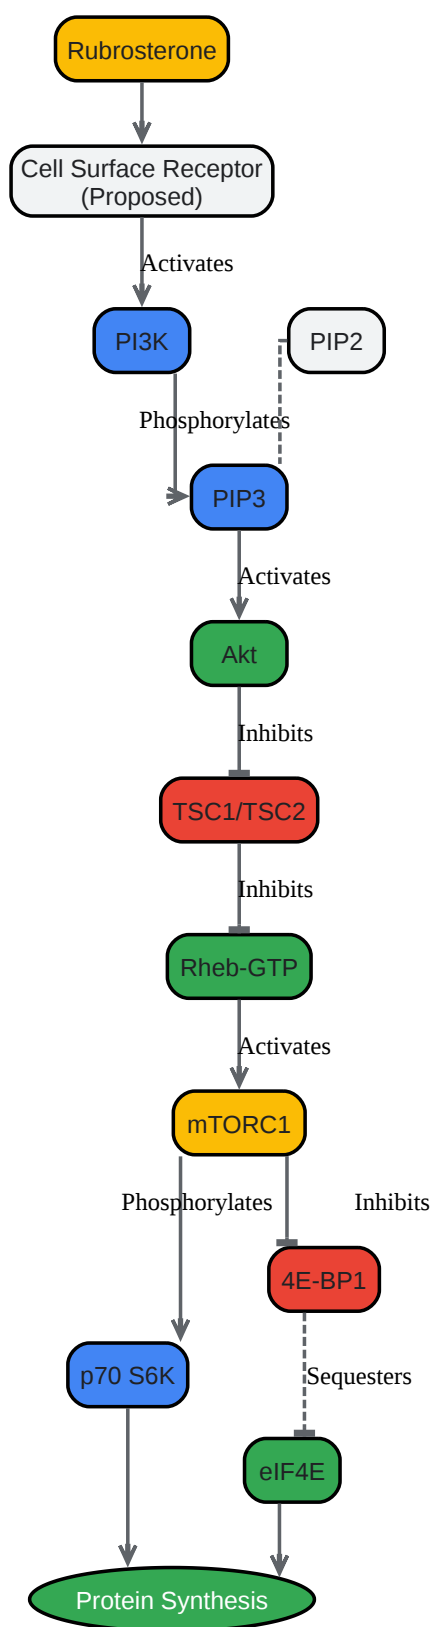 Rubrosterone
Cell Surface Receptor
(Proposed)
Activates
PI3K
PIP2
Phosphorylates
PIP3
Activates
Akt
Inhibits
TSC1/TSC2
Inhibits
Rheb-GTP
Activates
mTORC1
Phosphorylates
Inhibits
4E-BP1
p70 S6K
Sequesters
eIF4E
Protein Synthesis